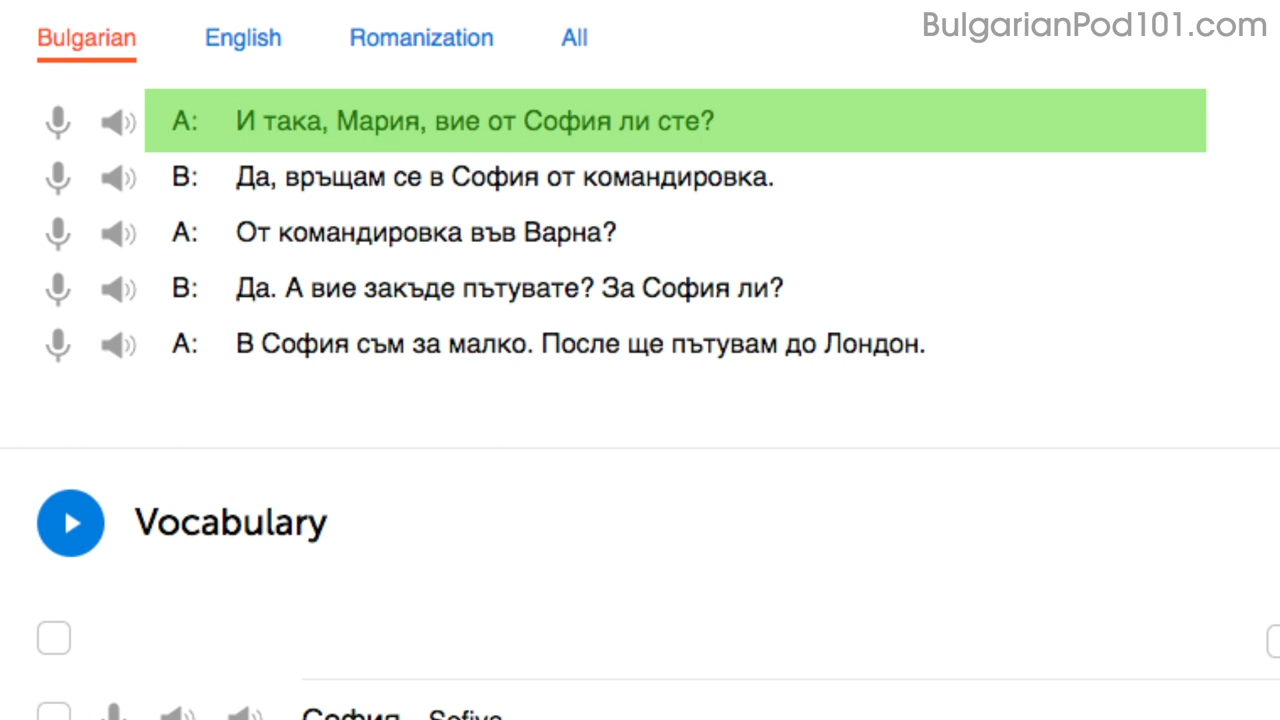 BulgarianPod101.com
Bulgarian English Romanization All
A: И така, Мария, вие от София ли сте?
B: Да, връщам се в София от командировка.
A: От командировка във Варна?
B: Да. А вие закъде пътувате? За София ли?
A: В София съм за малко. После ще пътувам до Лондон.
Vocabulary
София Sofiya